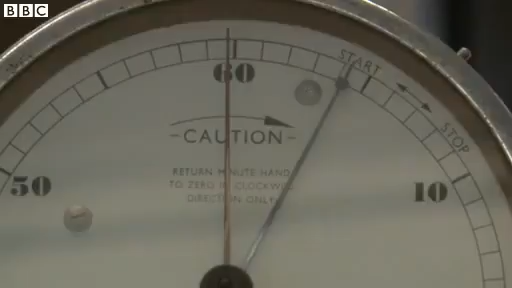 BBC
60
START
STOP
CAUTION
RETURN MINUTE HAND
TO ZERO IN CLOCKWISE
DIRECTION ONLY
50
10